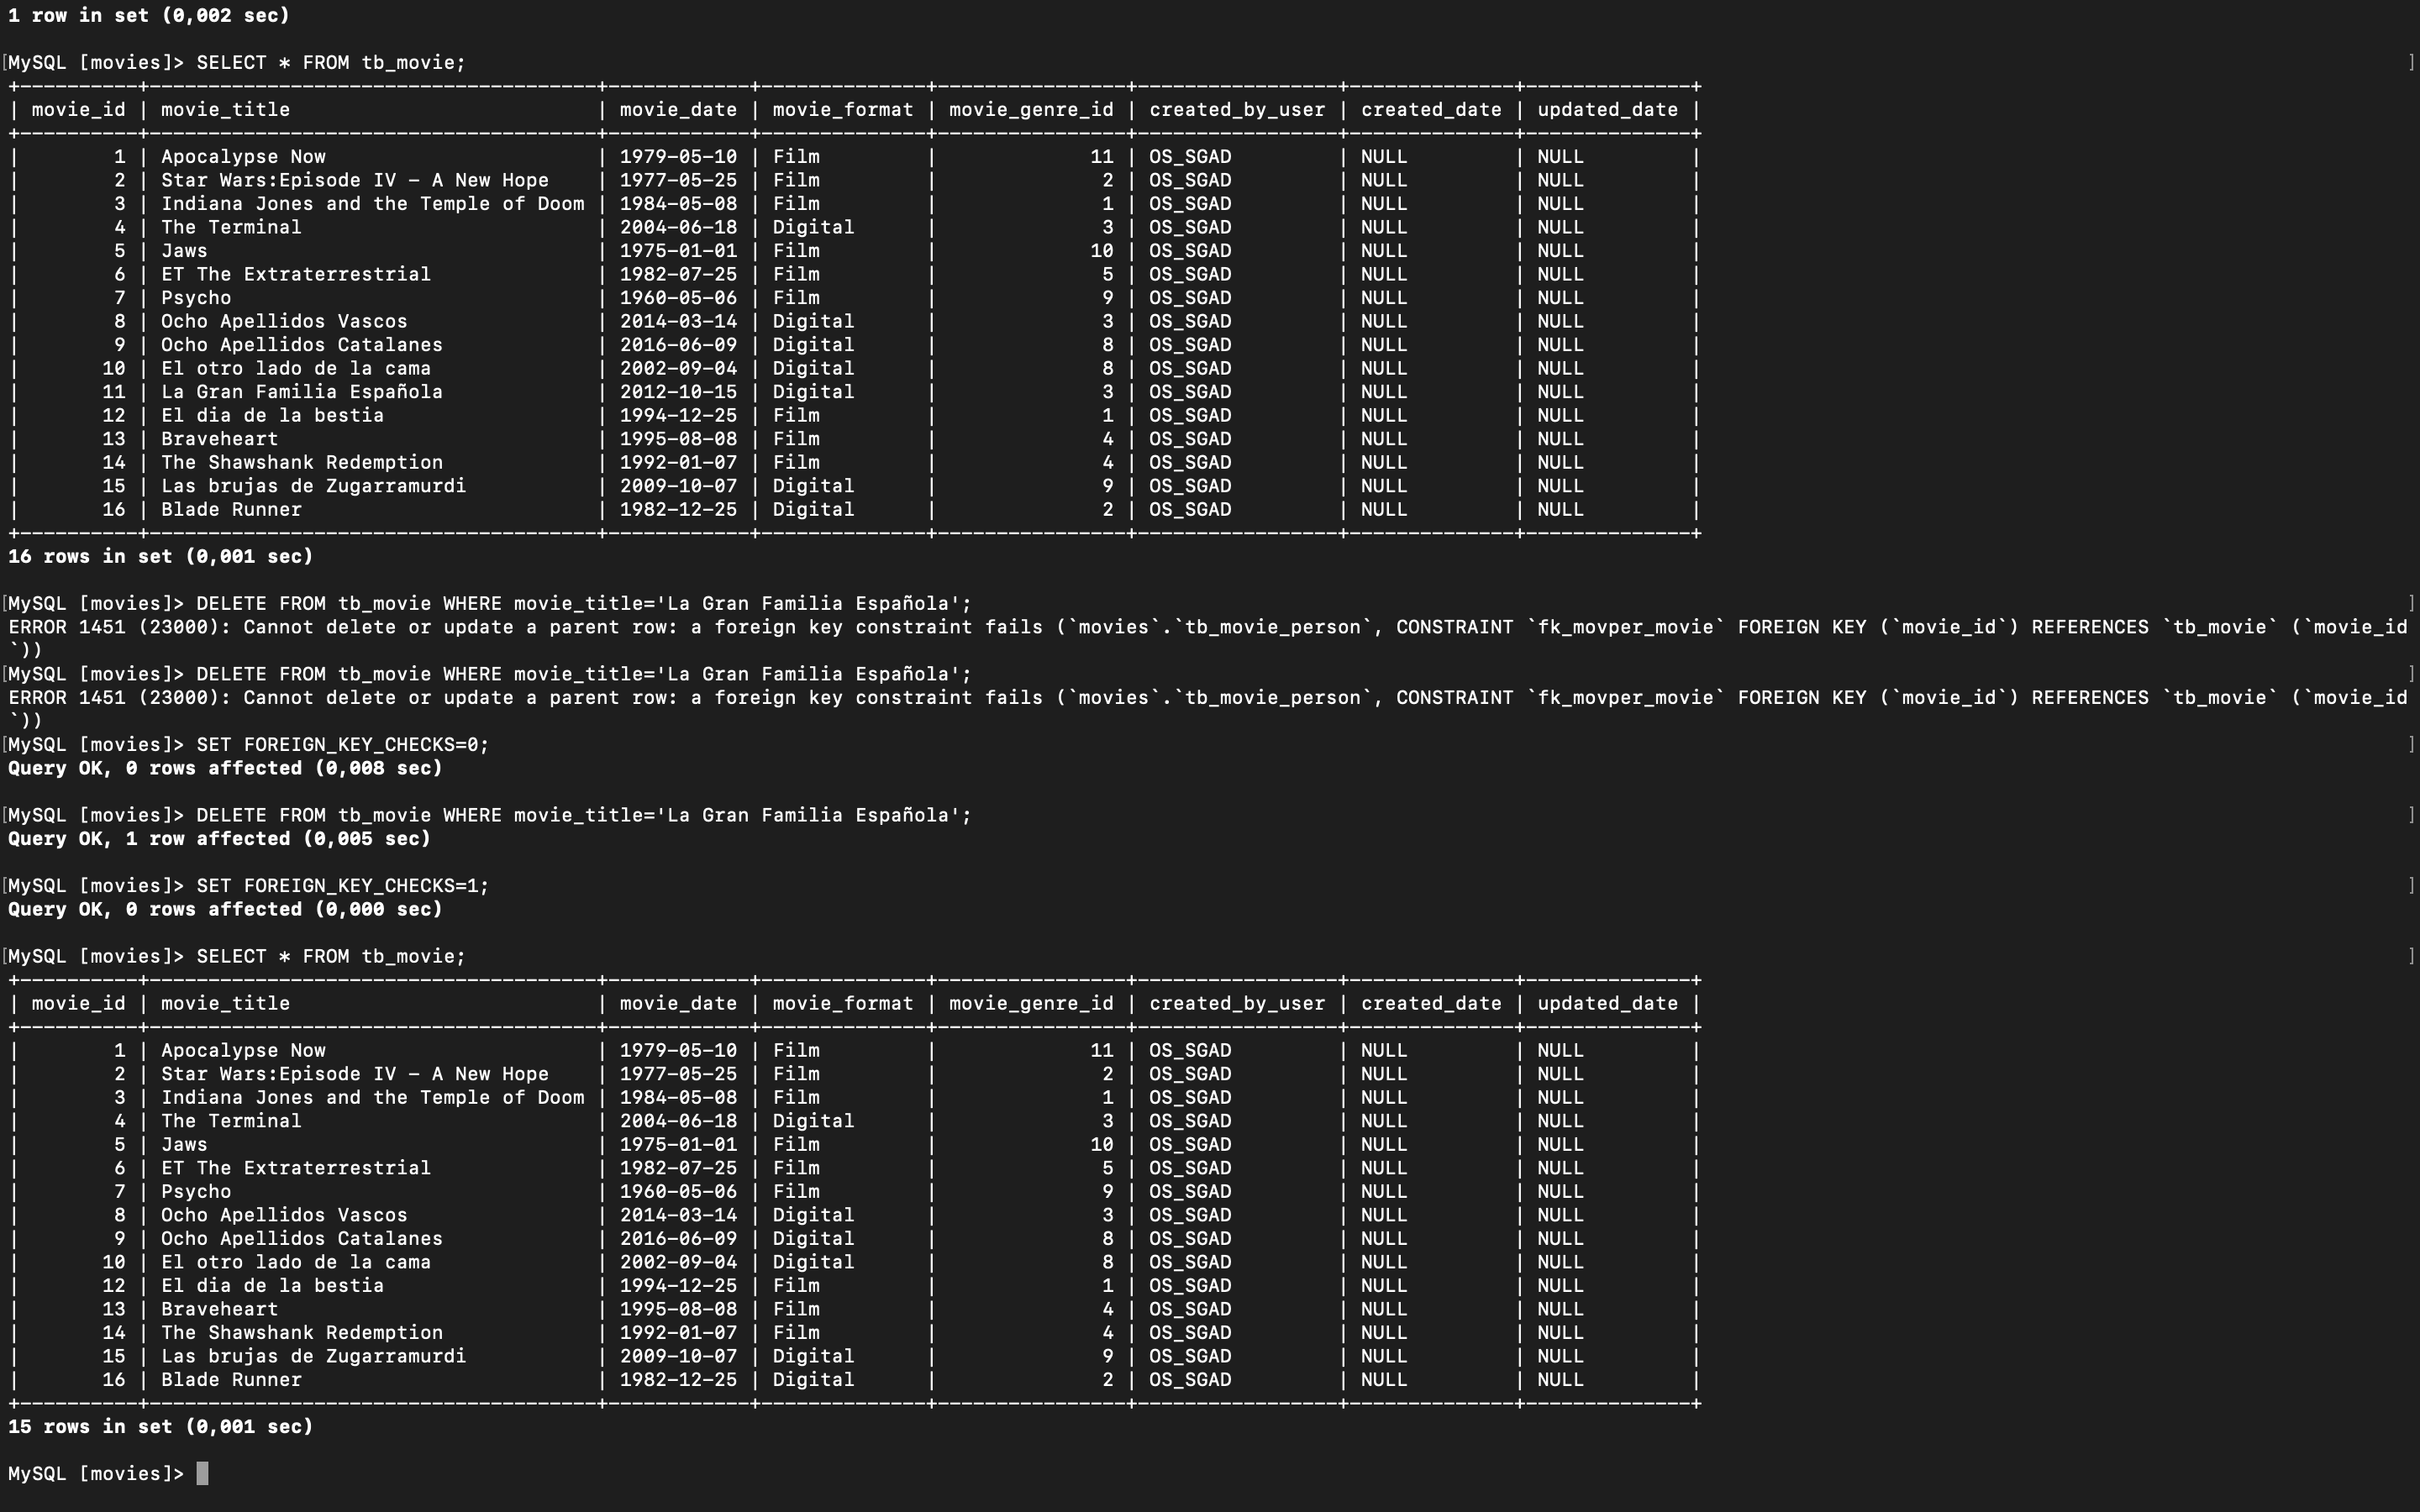 1 row in set (0,002 sec)
[MySQL [movies]> SELECT * FROM tb_movie; ]
+----------+--------------------------------------+------------+--------------+----------------+-----------------+--------------+--------------+
| movie_id | movie_title                          | movie_date | movie_format | movie_genre_id | created_by_user | created_date | updated_date |
+----------+--------------------------------------+------------+--------------+----------------+-----------------+--------------+--------------+
|        1 | Apocalypse Now                       | 1979-05-10 | Film         |             11 | OS_SGAD         | NULL         | NULL         |
|        2 | Star Wars:Episode IV - A New Hope    | 1977-05-25 | Film         |              2 | OS_SGAD         | NULL         | NULL         |
|        3 | Indiana Jones and the Temple of Doom | 1984-05-08 | Film         |              1 | OS_SGAD         | NULL         | NULL         |
|        4 | The Terminal                         | 2004-06-18 | Digital      |              3 | OS_SGAD         | NULL         | NULL         |
|        5 | Jaws                                 | 1975-01-01 | Film         |             10 | OS_SGAD         | NULL         | NULL         |
|        6 | ET The Extraterrestrial              | 1982-07-25 | Film         |              5 | OS_SGAD         | NULL         | NULL         |
|        7 | Psycho                               | 1960-05-06 | Film         |              9 | OS_SGAD         | NULL         | NULL         |
|        8 | Ocho Apellidos Vascos                | 2014-03-14 | Digital      |              3 | OS_SGAD         | NULL         | NULL         |
|        9 | Ocho Apellidos Catalanes             | 2016-06-09 | Digital      |              8 | OS_SGAD         | NULL         | NULL         |
|       10 | El otro lado de la cama              | 2002-09-04 | Digital      |              8 | OS_SGAD         | NULL         | NULL         |
|       11 | La Gran Familia Española             | 2012-10-15 | Digital      |              3 | OS_SGAD         | NULL         | NULL         |
|       12 | El dia de la bestia                  | 1994-12-25 | Film         |              1 | OS_SGAD         | NULL         | NULL         |
|       13 | Braveheart                           | 1995-08-08 | Film         |              4 | OS_SGAD         | NULL         | NULL         |
|       14 | The Shawshank Redemption             | 1992-01-07 | Film         |              4 | OS_SGAD         | NULL         | NULL         |
|       15 | Las brujas de Zugarramurdi           | 2009-10-07 | Digital      |              9 | OS_SGAD         | NULL         | NULL         |
|       16 | Blade Runner                         | 1982-12-25 | Digital      |              2 | OS_SGAD         | NULL         | NULL         |
+----------+--------------------------------------+------------+--------------+----------------+-----------------+--------------+--------------+
16 rows in set (0,001 sec)
[MySQL [movies]> DELETE FROM tb_movie WHERE movie_title='La Gran Familia Española'; ]
ERROR 1451 (23000): Cannot delete or update a parent row: a foreign key constraint fails (`movies`.`tb_movie_person`, CONSTRAINT `fk_movper_movie` FOREIGN KEY (`movie_id`) REFERENCES `tb_movie` (`movie_id
`))
[MySQL [movies]> DELETE FROM tb_movie WHERE movie_title='La Gran Familia Española'; ]
ERROR 1451 (23000): Cannot delete or update a parent row: a foreign key constraint fails (`movies`.`tb_movie_person`, CONSTRAINT `fk_movper_movie` FOREIGN KEY (`movie_id`) REFERENCES `tb_movie` (`movie_id
`))
[MySQL [movies]> SET FOREIGN_KEY_CHECKS=0; ]
Query OK, 0 rows affected (0,008 sec)
[MySQL [movies]> DELETE FROM tb_movie WHERE movie_title='La Gran Familia Española'; ]
Query OK, 1 row affected (0,005 sec)
[MySQL [movies]> SET FOREIGN_KEY_CHECKS=1; ]
Query OK, 0 rows affected (0,000 sec)
[MySQL [movies]> SELECT * FROM tb_movie; ]
+----------+--------------------------------------+------------+--------------+----------------+-----------------+--------------+--------------+
| movie_id | movie_title                          | movie_date | movie_format | movie_genre_id | created_by_user | created_date | updated_date |
+----------+--------------------------------------+------------+--------------+----------------+-----------------+--------------+--------------+
|        1 | Apocalypse Now                       | 1979-05-10 | Film         |             11 | OS_SGAD         | NULL         | NULL         |
|        2 | Star Wars:Episode IV - A New Hope    | 1977-05-25 | Film         |              2 | OS_SGAD         | NULL         | NULL         |
|        3 | Indiana Jones and the Temple of Doom | 1984-05-08 | Film         |              1 | OS_SGAD         | NULL         | NULL         |
|        4 | The Terminal                         | 2004-06-18 | Digital      |              3 | OS_SGAD         | NULL         | NULL         |
|        5 | Jaws                                 | 1975-01-01 | Film         |             10 | OS_SGAD         | NULL         | NULL         |
|        6 | ET The Extraterrestrial              | 1982-07-25 | Film         |              5 | OS_SGAD         | NULL         | NULL         |
|        7 | Psycho                               | 1960-05-06 | Film         |              9 | OS_SGAD         | NULL         | NULL         |
|        8 | Ocho Apellidos Vascos                | 2014-03-14 | Digital      |              3 | OS_SGAD         | NULL         | NULL         |
|        9 | Ocho Apellidos Catalanes             | 2016-06-09 | Digital      |              8 | OS_SGAD         | NULL         | NULL         |
|       10 | El otro lado de la cama              | 2002-09-04 | Digital      |              8 | OS_SGAD         | NULL         | NULL         |
|       12 | El dia de la bestia                  | 1994-12-25 | Film         |              1 | OS_SGAD         | NULL         | NULL         |
|       13 | Braveheart                           | 1995-08-08 | Film         |              4 | OS_SGAD         | NULL         | NULL         |
|       14 | The Shawshank Redemption             | 1992-01-07 | Film         |              4 | OS_SGAD         | NULL         | NULL         |
|       15 | Las brujas de Zugarramurdi           | 2009-10-07 | Digital      |              9 | OS_SGAD         | NULL         | NULL         |
|       16 | Blade Runner                         | 1982-12-25 | Digital      |              2 | OS_SGAD         | NULL         | NULL         |
+----------+--------------------------------------+------------+--------------+----------------+-----------------+--------------+--------------+
15 rows in set (0,001 sec)
MySQL [movies]>